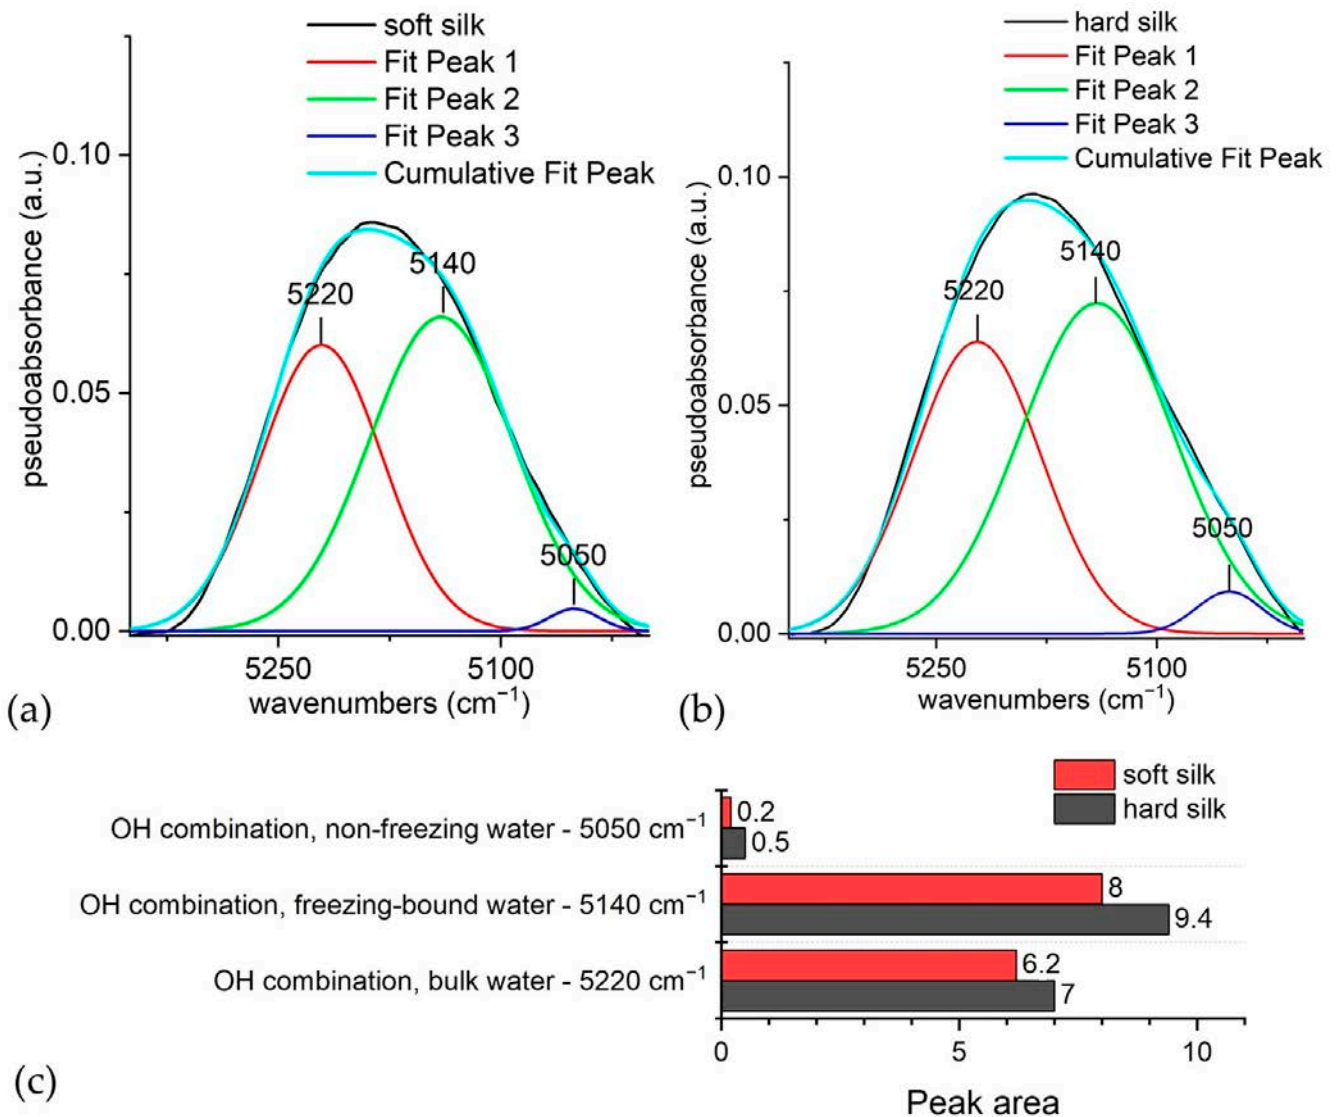 soft silk
Fit Peak 1
Fit Peak 2
Fit Peak 3
Cumulative Fit Peak
pseudoabsorbance (a.u.)
0.10
0.05
0.00
5220
5140
5050
5250
5100
wavenumbers (cm⁻¹)
(a)
hard silk
Fit Peak 1
Fit Peak 2
Fit Peak 3
Cumulative Fit Peak
pseudoabsorbance (a.u.)
0.10
0.05
0.00
5220
5140
5050
5250
5100
wavenumbers (cm⁻¹)
(b)
soft silk
hard silk
OH combination, non-freezing water - 5050 cm⁻¹
0.2
0.5
OH combination, freezing-bound water - 5140 cm⁻¹
8
9.4
OH combination, bulk water - 5220 cm⁻¹
6.2
7
0
5
10
Peak area
(c)